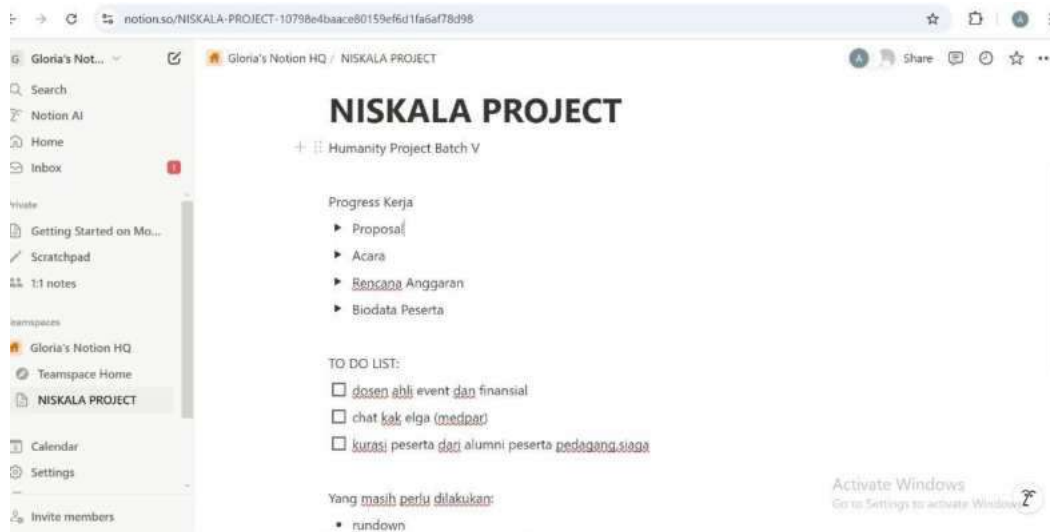 notion.so/NISKALA-PROJECT-10798e4baace80159ef6d1fa6af78d98
G Gloria's Not...
Search
Notion AI
Home
Inbox
1
Private
Getting Started on Mo...
Scratchpad
1:1 notes
Teamspaces
Gloria's Notion HQ
Teamspace Home
NISKALA PROJECT
Calendar
Settings
Invite members
Gloria's Notion HQ / NISKALA PROJECT
A Share
NISKALA PROJECT
Humanity Project Batch V
Progress Kerja
Proposal
Acara
Rencana Anggaran
Biodata Peserta
TO DO LIST:
dosen ahli event dan finansial
chat kak elga (medpar)
kurasi peserta dari alumni peserta pedagang.siaga
Yang masih perlu dilakukan:
rundown
Activate Windows
Go to Settings to activate Windows.